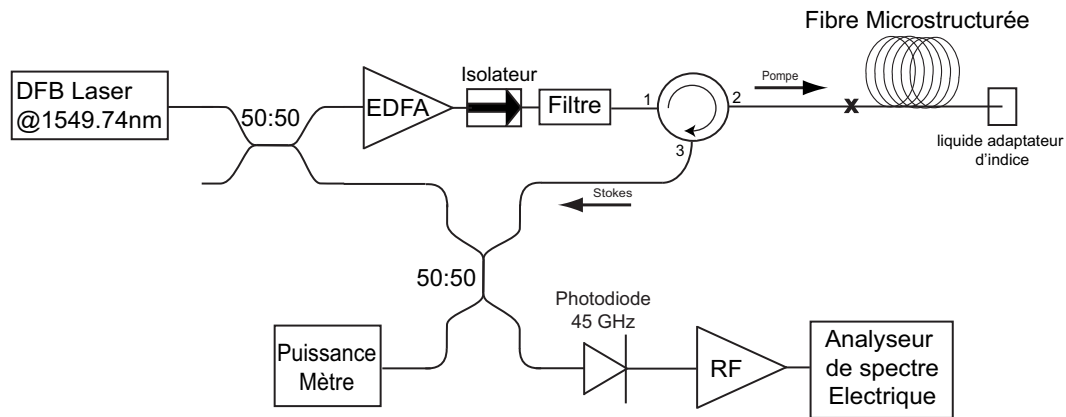 Fibre Microstructurée
DFB Laser
@1549.74nm
50:50
EDFA
Isolateur
Filtre
1
2
3
Pompe
x
liquide adaptateur
d'indice
Stokes
50:50
Photodiode
45 GHz
Puissance
Mètre
RF
Analyseur
de spectre
Electrique